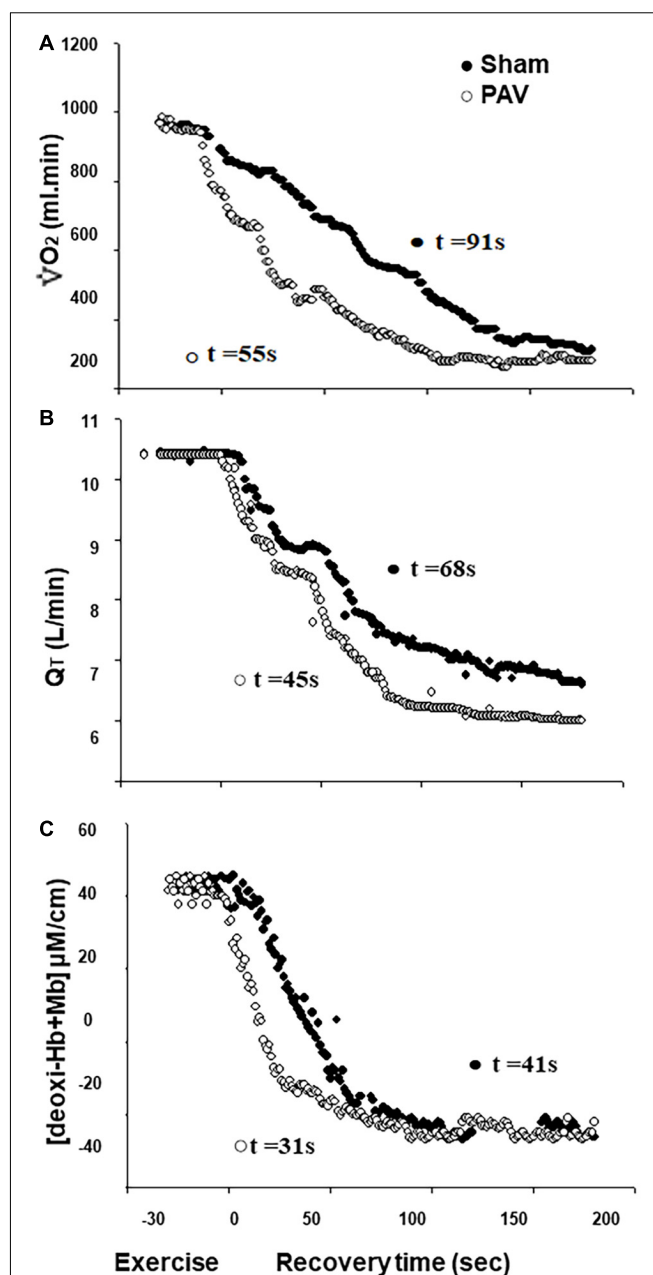 A
1200
1000
800
600
400
200
V̇O2 (ml.min)
● Sham
○ PAV
● t =91s
○ t =55s
B
11
10
9
8
7
6
QT (L/min)
● t =68s
○ t =45s
C
60
40
20
0
-20
-40
[deoxi-Hb+Mb] µM/cm
● t =41s
○ t =31s
-30 0 50 100 150 200
Exercise Recovery time (sec)